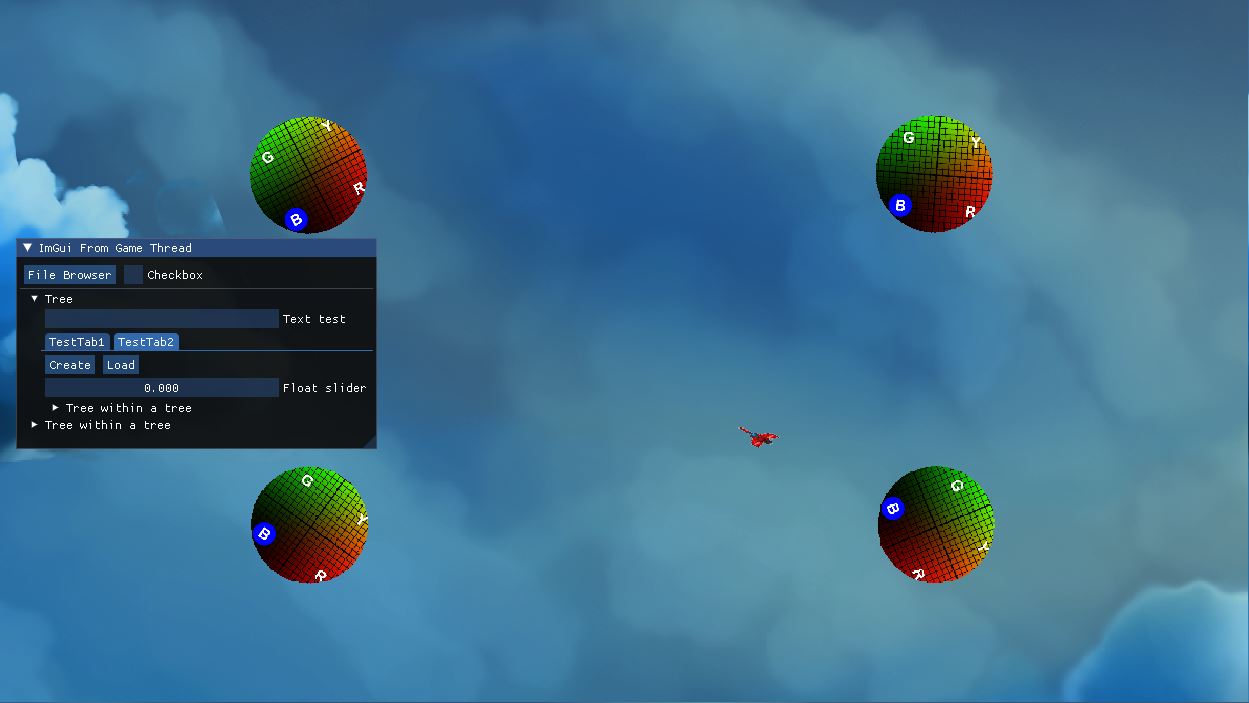 Y
G
R
B
G
Y
B
R
ImGui From Game Thread
File Browser Checkbox
Tree
Text test
TestTab1 TestTab2
Create Load
0.000 Float slider
Tree within a tree
Tree within a tree
G
Y
B
R
G
B
Y
R